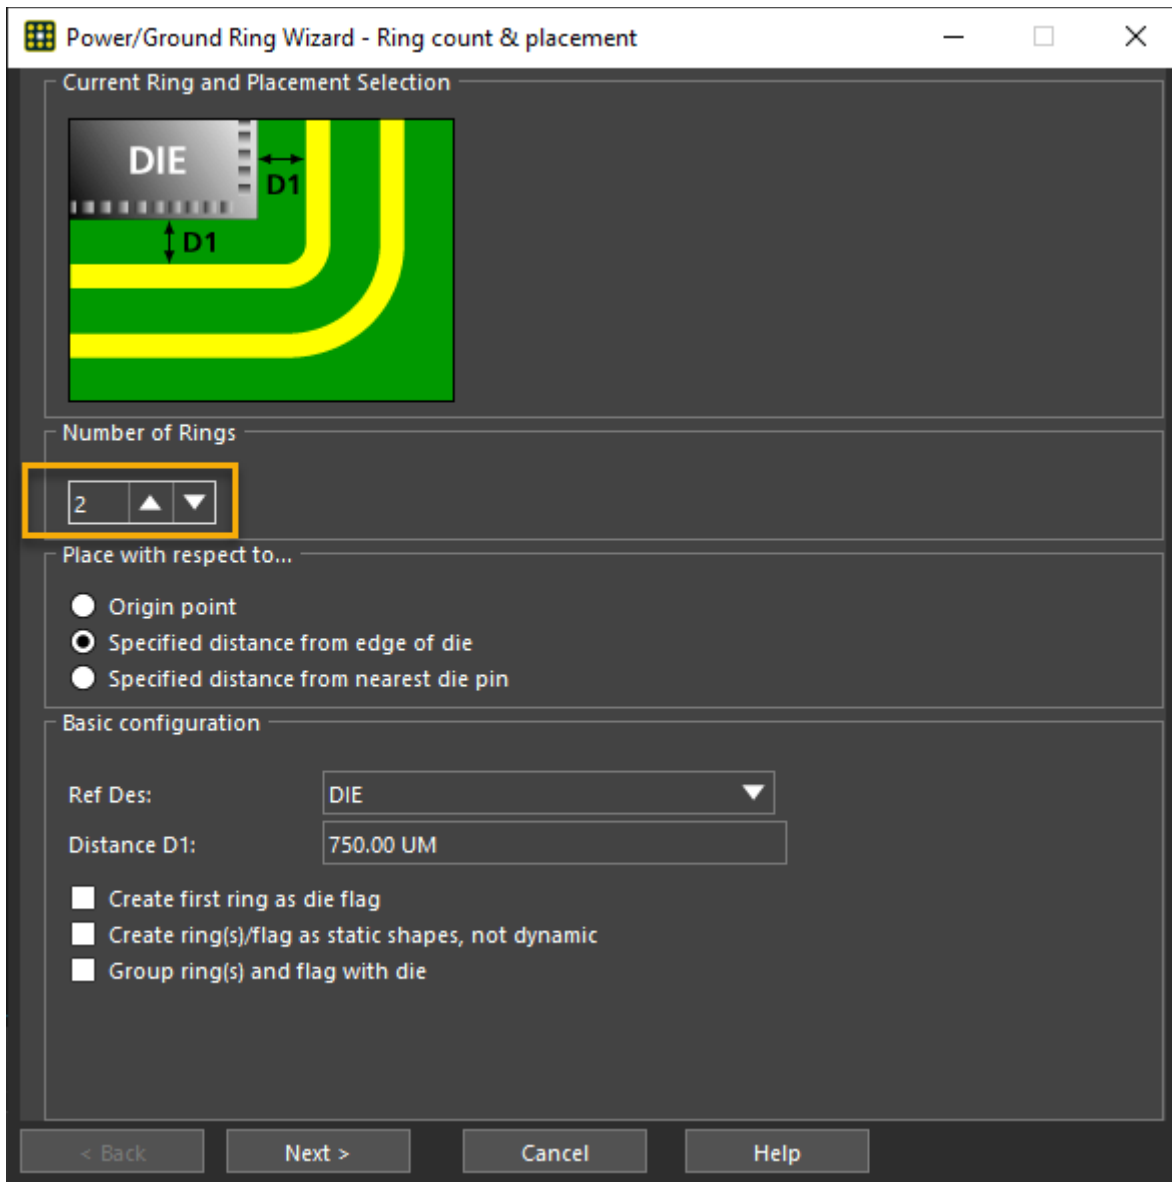 Power/Ground Ring Wizard - Ring count & placement
Current Ring and Placement Selection
DIE
D1
D1
Number of Rings
2
Place with respect to...
Origin point
Specified distance from edge of die
Specified distance from nearest die pin
Basic configuration
Ref Des: DIE
Distance D1: 750.00 UM
Create first ring as die flag
Create ring(s)/flag as static shapes, not dynamic
Group ring(s) and flag with die
< Back Next > Cancel Help